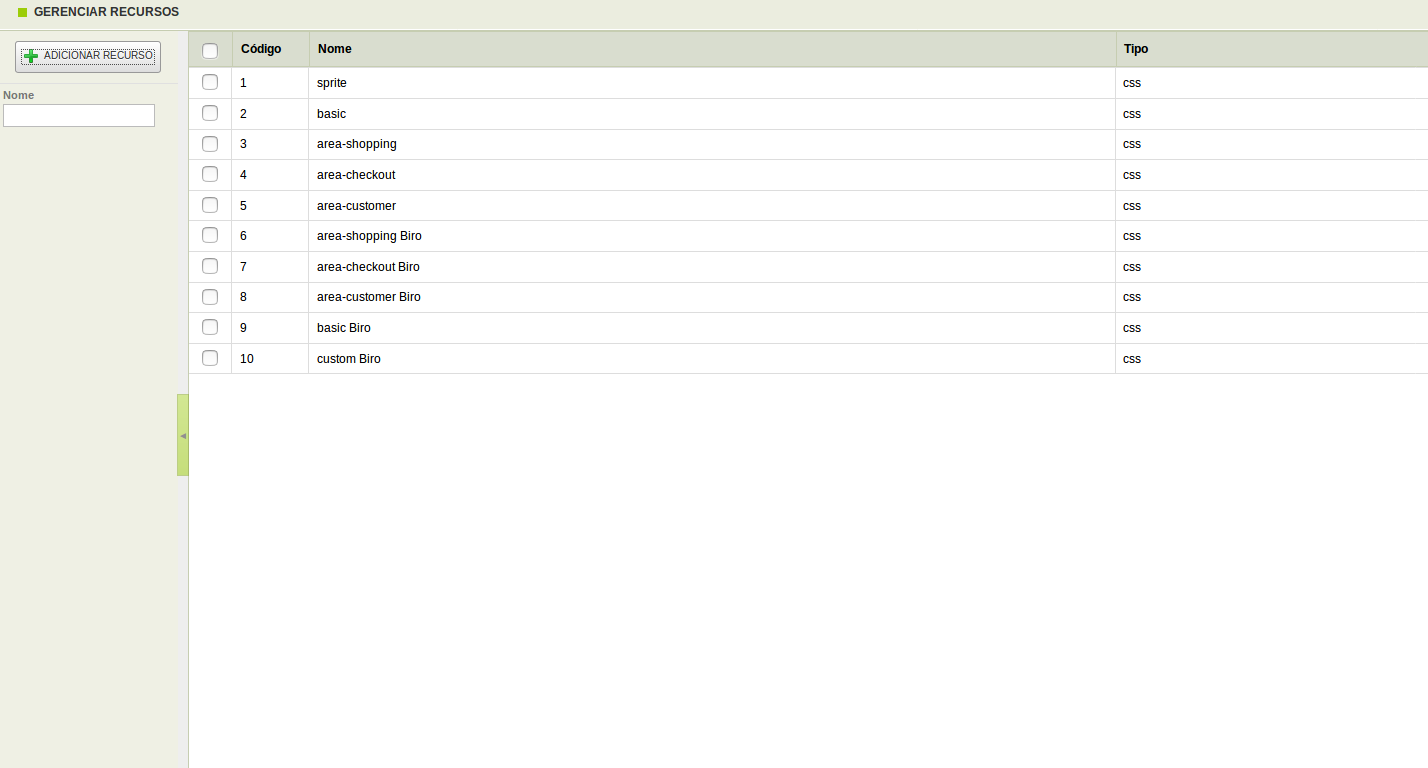 GERENCIAR RECURSOS
ADICIONAR RECURSO
Nome
Código Nome Tipo
1 sprite css
2 basic css
3 area-shopping css
4 area-checkout css
5 area-customer css
6 area-shopping Biro css
7 area-checkout Biro css
8 area-customer Biro css
9 basic Biro css
10 custom Biro css